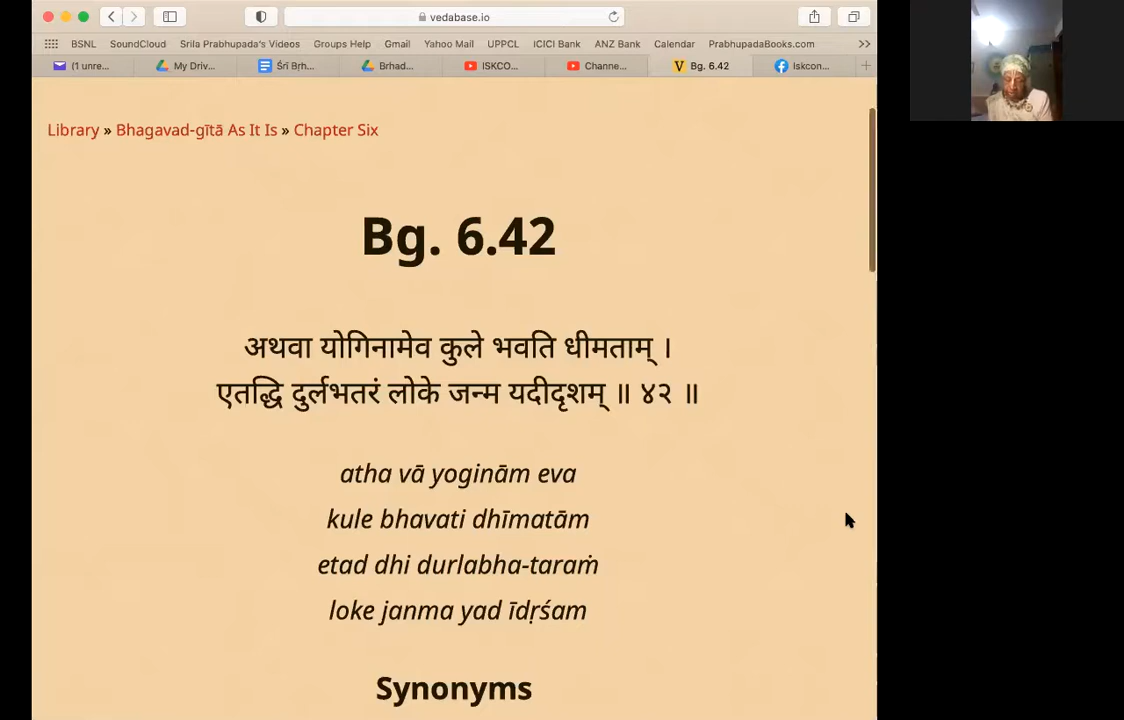 vedabase.io
BSNL SoundCloud Srila Prabhupada's Videos Groups Help Gmail Yahoo Mail UPPCL ICICI Bank ANZ Bank Calendar PrabhupadaBooks.com
(1 unre... My Driv... Śrī Bṛh... Brhad... ISKCO... Channe... Bg. 6.42 Iskcon...
Library » Bhagavad-gītā As It Is » Chapter Six
Bg. 6.42
अथवा योगिनामेव कुले भवति धीमताम् ।
एतद्धि दुर्लभतरं लोके जन्म यदीदृशम् ॥ ४२ ॥
atha vā yoginām eva
kule bhavati dhīmatām
etad dhi durlabha-taraṁ
loke janma yad īdṛśam
Synonyms